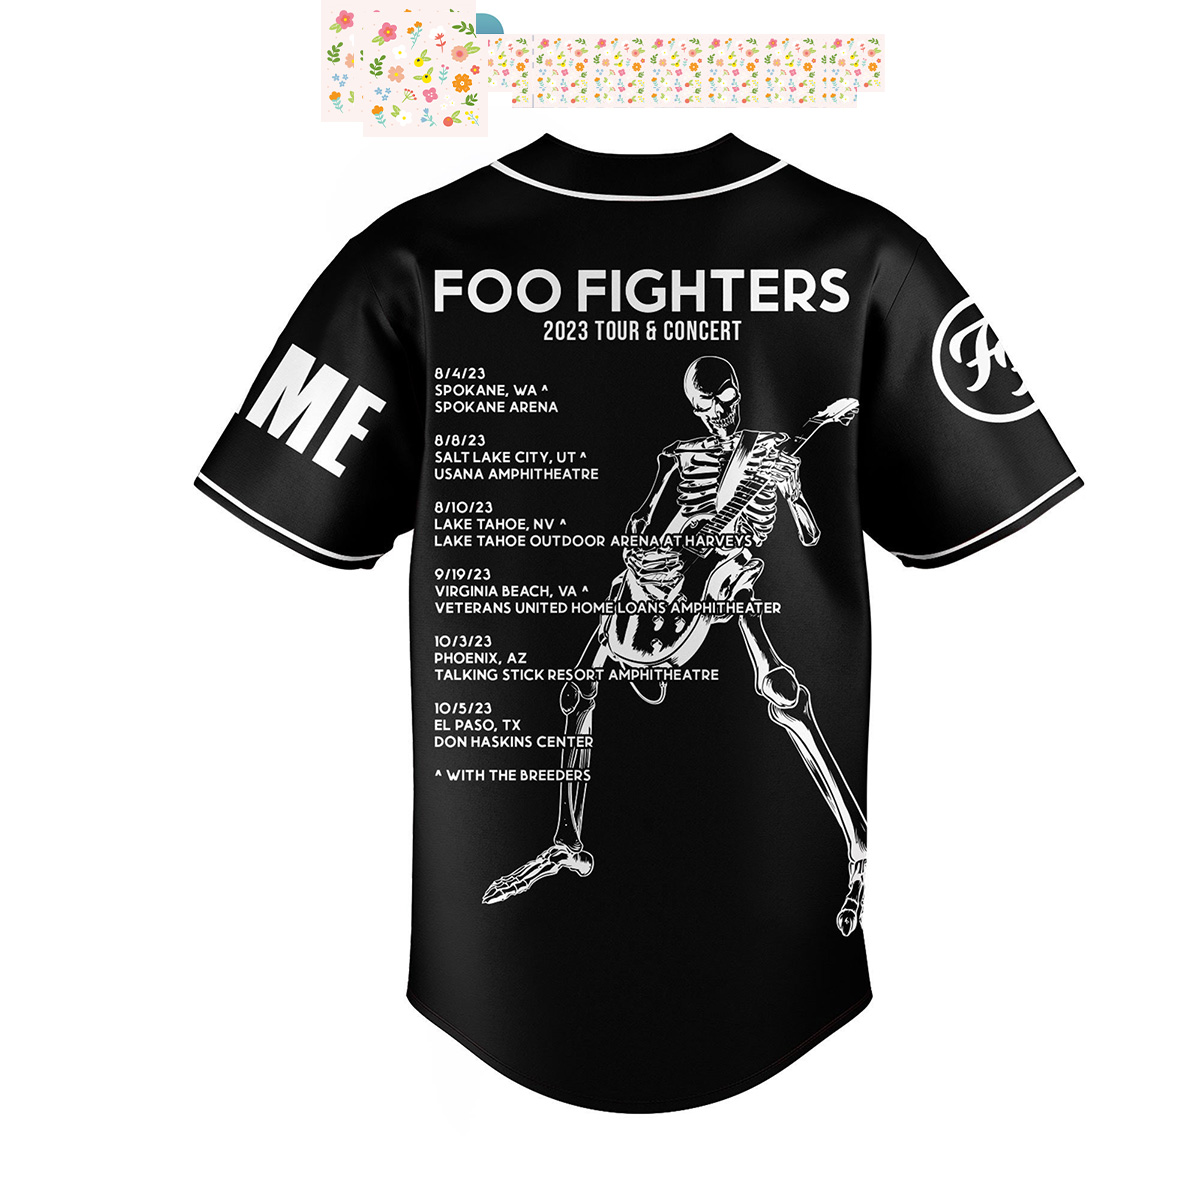 FOO FIGHTERS
2023 TOUR & CONCERT
8/4/23
SPOKANE, WA ^
SPOKANE ARENA
8/8/23
SALT LAKE CITY, UT ^
USANA AMPHITHEATRE
8/10/23
LAKE TAHOE, NV ^
LAKE TAHOE OUTDOOR ARENA AT HARVEYS
9/19/23
VIRGINIA BEACH, VA ^
VETERANS UNITED HOME LOANS AMPHITHEATER
10/3/23
PHOENIX, AZ
TALKING STICK RESORT AMPHITHEATRE
10/5/23
EL PASO, TX
DON HASKINS CENTER
^ WITH THE BREEDERS
ME
FF